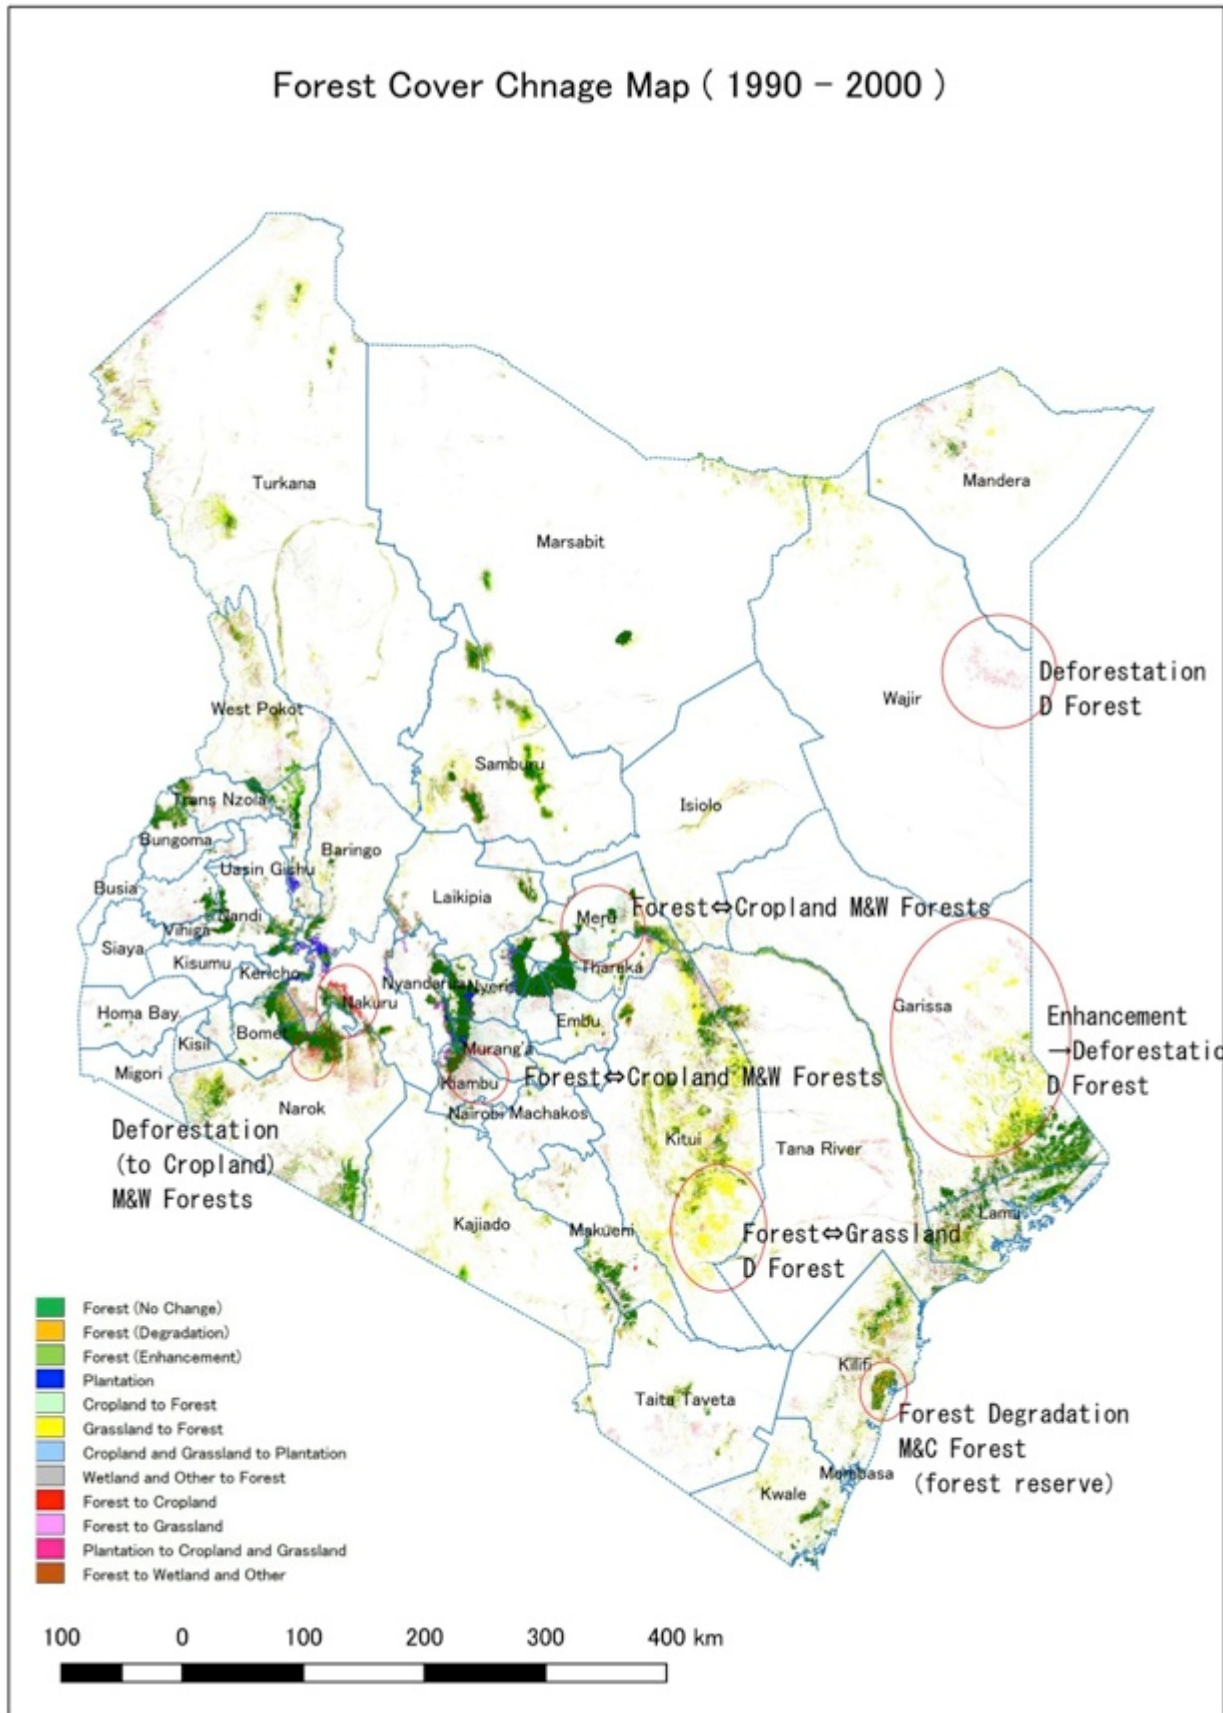 Forest Cover Chnage Map ( 1990 - 2000 )
Turkana
Marsabit
Mandera
Wajir
Deforestation
D Forest
West Pokot
Samburu
Isiolo
Trans Nzoia
Bungoma
Uasin Gishu
Baringo
Busia
Laikipia
Nandi
Vihiga
Meru
Forest⇔Cropland M&W Forests
Siaya
Kisumu
Kericho
Nyandarua
Nyeri
Tharaka
Garissa
Nakuru
Homa Bay
Bomet
Kisii
Embu
Murang'a
Enhancement
→Deforestatio
D Forest
Migori
Kiambu
Forest⇔Cropland M&W Forests
Narok
Nairobi
Machakos
Deforestation
(to Cropland)
M&W Forests
Kitui
Tana River
Lamu
Kajiado
Makueni
Forest⇔Grassland
D Forest
Kilifi
Taita Taveta
Forest Degradation
M&C Forest
(forest reserve)
Mombasa
Kwale
Forest (No Change)
Forest (Degradation)
Forest (Enhancement)
Plantation
Cropland to Forest
Grassland to Forest
Cropland and Grassland to Plantation
Wetland and Other to Forest
Forest to Cropland
Forest to Grassland
Plantation to Cropland and Grassland
Forest to Wetland and Other
100 0 100 200 300 400 km